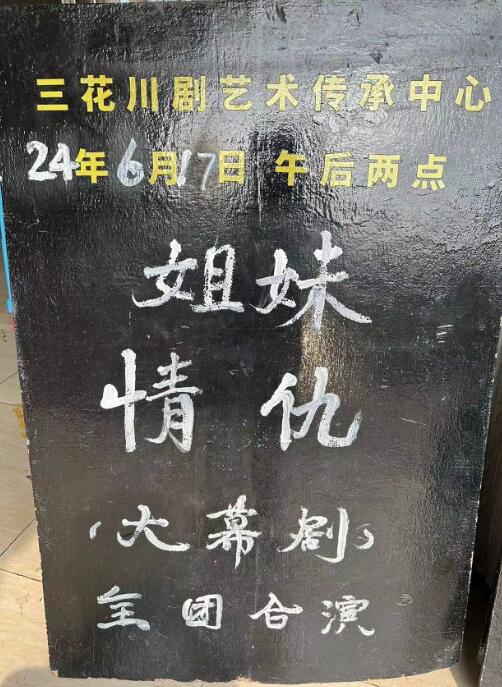 三花川剧艺术传承中心
24年6月17日 午后两点
姐妹
情仇
(大幕剧)
全团合演